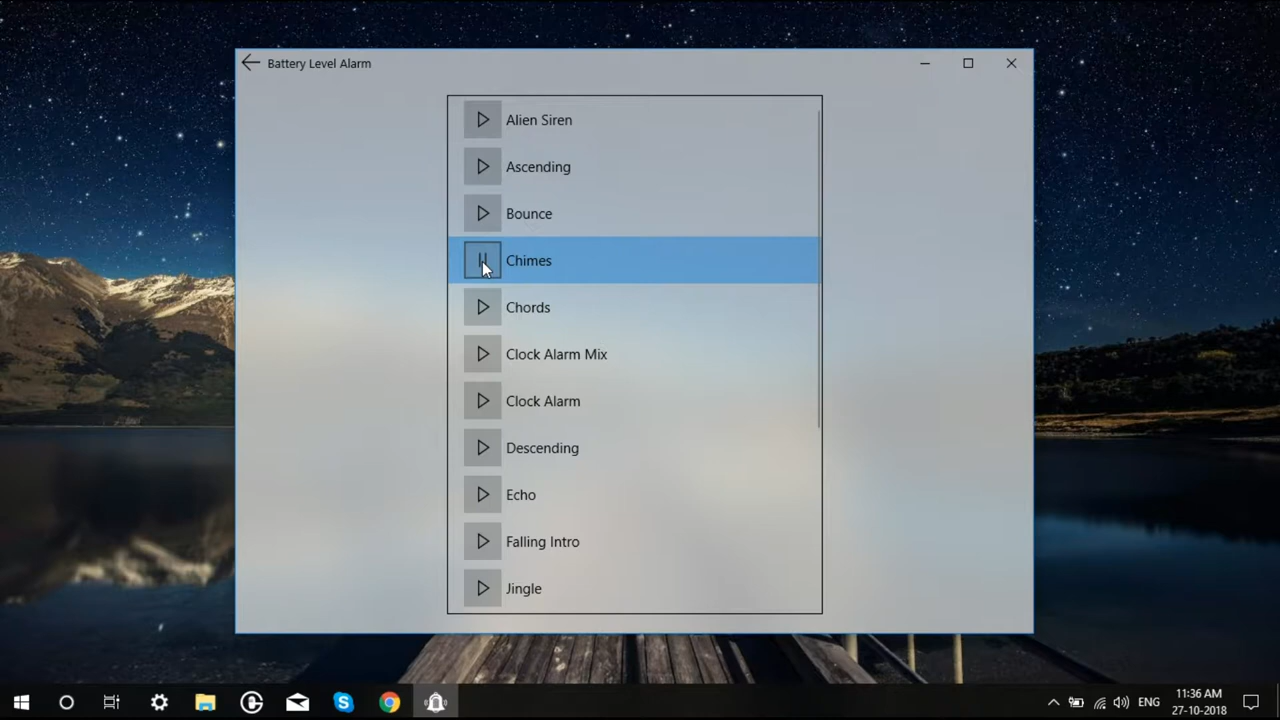 Battery Level Alarm
Alien Siren
Ascending
Bounce
Chimes
Chords
Clock Alarm Mix
Clock Alarm
Descending
Echo
Falling Intro
Jingle
ENG
11:36 AM
27-10-2018